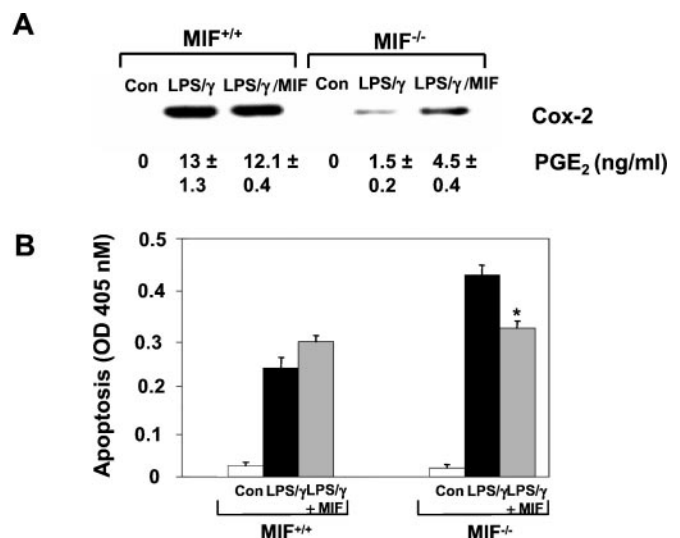 A
MIF+/+ MIF-/-
Con LPS/γ LPS/γ/MIF Con LPS/γ LPS/γ/MIF
Cox-2
0 13 ± 12.1 ± 0 1.5 ± 4.5 ± PGE2 (ng/ml)
1.3 0.4 0.2 0.4
B
Apoptosis (OD 405 nM)
0.5
0.4
0.3
0.2
0.1
0
*
Con LPS/γ LPS/γ Con LPS/γ LPS/γ
+ MIF + MIF
MIF+/+ MIF-/-